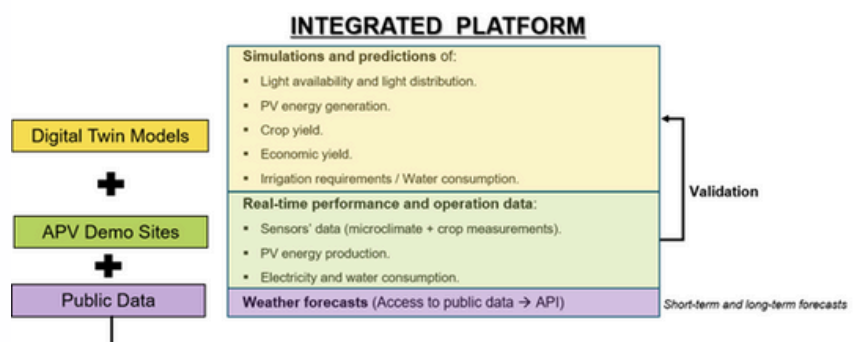 INTEGRATED PLATFORM
Simulations and predictions of:
▪ Light availability and light distribution.
▪ PV energy generation.
▪ Crop yield.
▪ Economic yield.
▪ Irrigation requirements / Water consumption.
Digital Twin Models
Validation
Real-time performance and operation data:
▪ Sensors' data (microclimate + crop measurements).
▪ PV energy production.
▪ Electricity and water consumption.
APV Demo Sites
Public Data
Weather forecasts (Access to public data → API)
Short-term and long-term forecasts